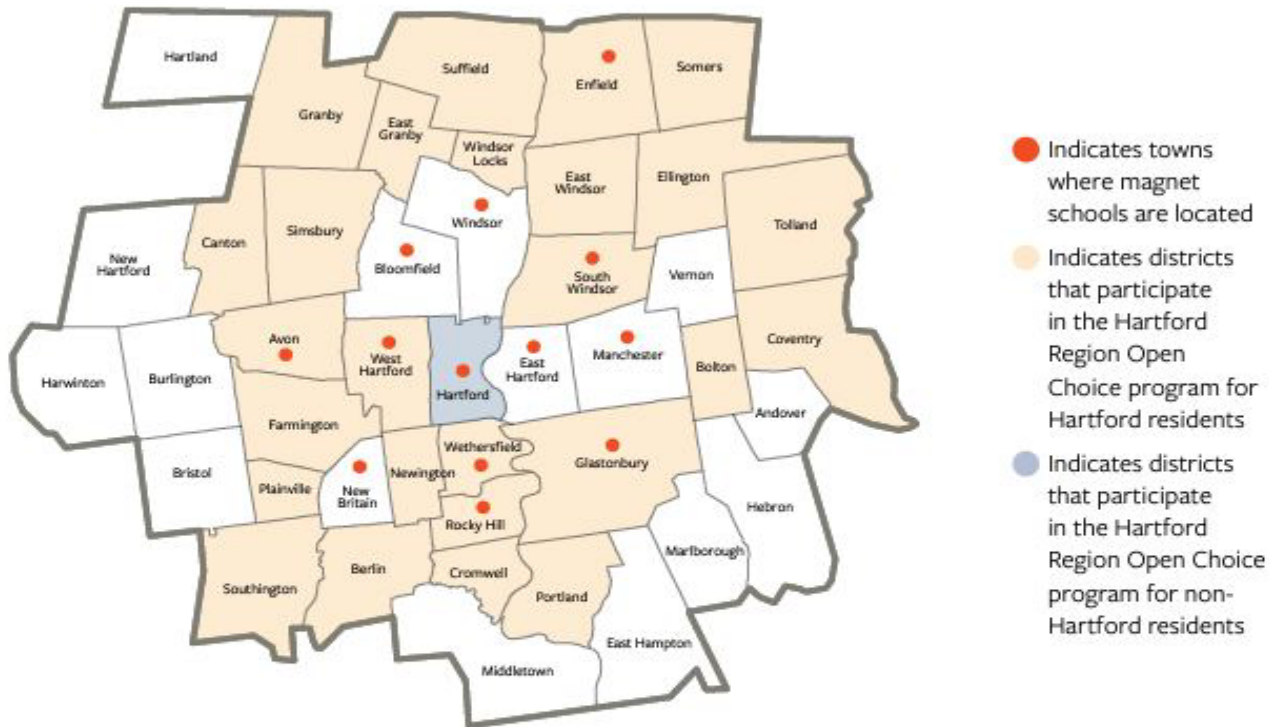 Hartland
Granby
East
Granby
Suffield
Windsor
Locks
Enfield
Somers
East
Windsor
Ellington
Tolland
New
Hartford
Canton
Simsbury
Bloomfield
Windsor
South
Windsor
Vernon
Harwinton
Burlington
Avon
West
Hartford
Hartford
East
Hartford
Manchester
Bolton
Coventry
Andover
Bristol
Farmington
Plainville
New
Britain
Newington
Wethersfield
Rocky Hill
Glastonbury
Hebron
Marlborough
Southington
Berlin
Cromwell
Portland
East Hampton
Middletown
Indicates towns
where magnet
schools are located
Indicates districts
that participate
in the Hartford
Region Open
Choice program for
Hartford residents
Indicates districts
that participate
in the Hartford
Region Open Choice
program for non-
Hartford residents